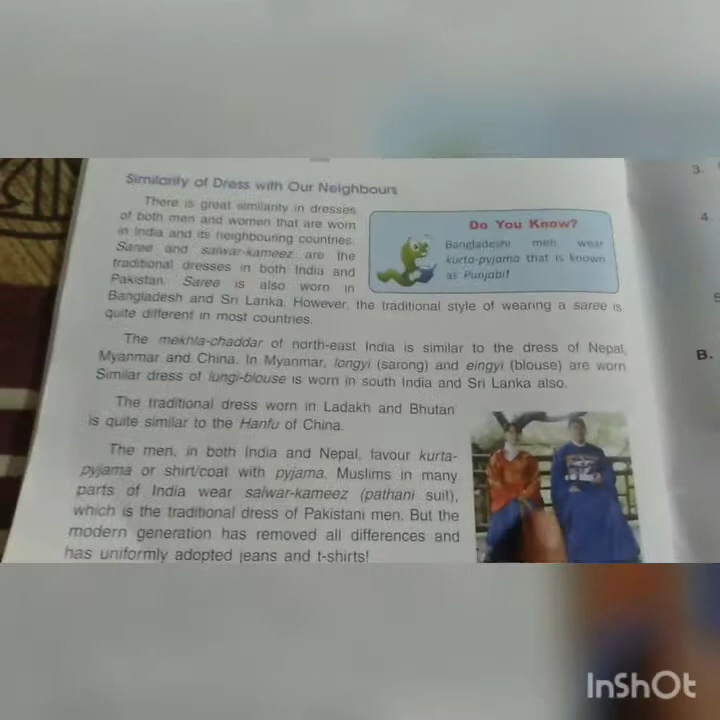 Similarity of Dress with Our Neighbours
There is great similarity in dresses
of both men and women that are worn
in India and its neighbouring countries.
Saree and salwar-kameez are the
traditional dresses in both India and
Pakistan. Saree is also worn in
Bangladesh and Sri Lanka. However, the traditional style of wearing a saree is
quite different in most countries.
Do You Know?
Bangladeshi men wear
kurta-pyjama that is known
as Punjabi!
The mekhla-chaddar of north-east India is similar to the dress of Nepal,
Myanmar and China. In Myanmar, longyi (sarong) and eingyi (blouse) are worn.
Similar dress of lungi-blouse is worn in south India and Sri Lanka also.
The traditional dress worn in Ladakh and Bhutan
is quite similar to the Hanfu of China.
The men, in both India and Nepal, favour kurta-
pyjama or shirt/coat with pyjama. Muslims in many
parts of India wear salwar-kameez (pathani suit),
which is the traditional dress of Pakistani men. But the
modern generation has removed all differences and
has uniformly adopted jeans and t-shirts!
3.
4.
B.
InShOt